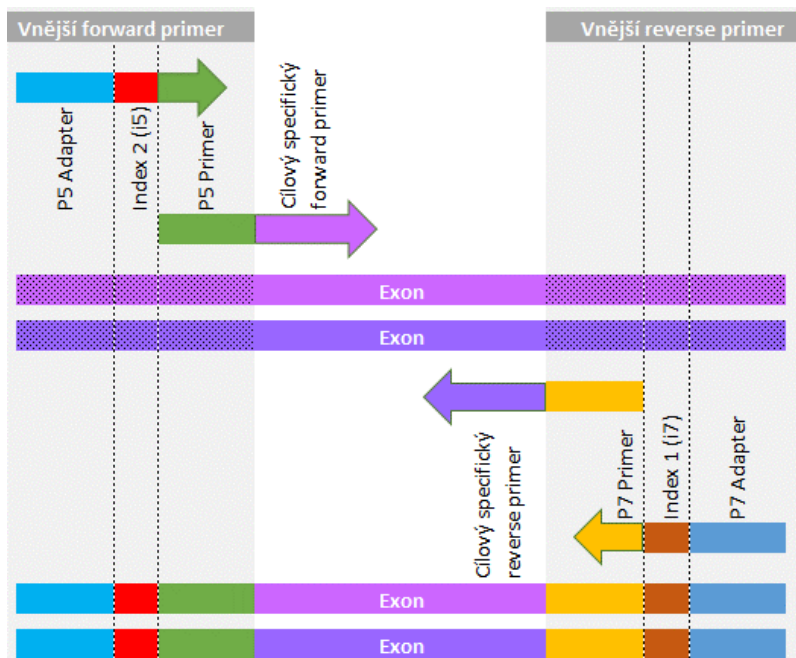 Vnější forward primer
Vnější reverse primer
P5 Adapter
Index 2 (i5)
P5 Primer
Cílový specifický
forward primer
Exon
Exon
Cílový specifický
reverse primer
P7 Primer
Index 1 (i7)
P7 Adapter
Exon
Exon